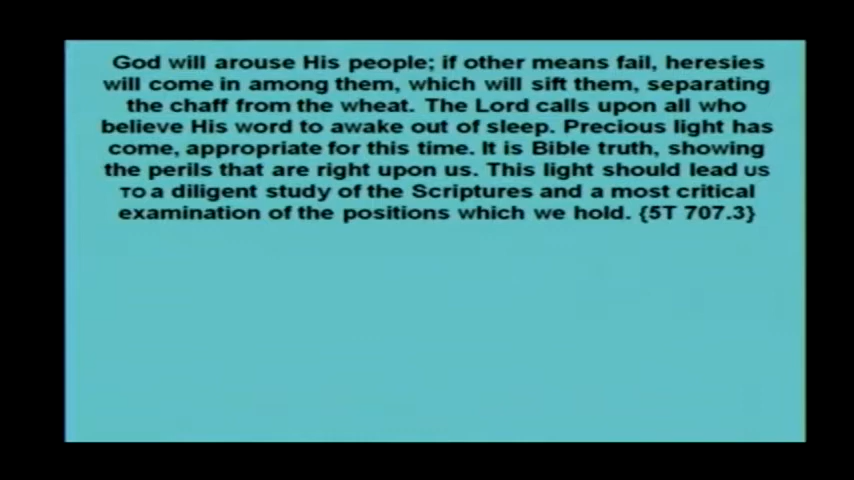 God will arouse His people; if other means fail, heresies
will come in among them, which will sift them, separating
the chaff from the wheat. The Lord calls upon all who
believe His word to awake out of sleep. Precious light has
come, appropriate for this time. It is Bible truth, showing
the perils that are right upon us. This light should lead us
to a diligent study of the Scriptures and a most critical
examination of the positions which we hold. {5T 707.3}